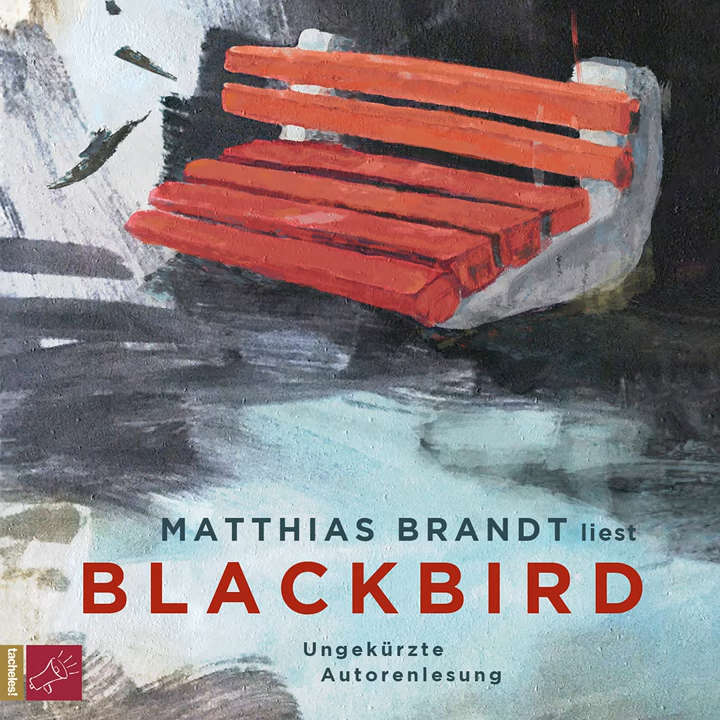 MATTHIAS BRANDT liest
BLACKBIRD
Ungekürzte
Autorenlesung
tacheles!